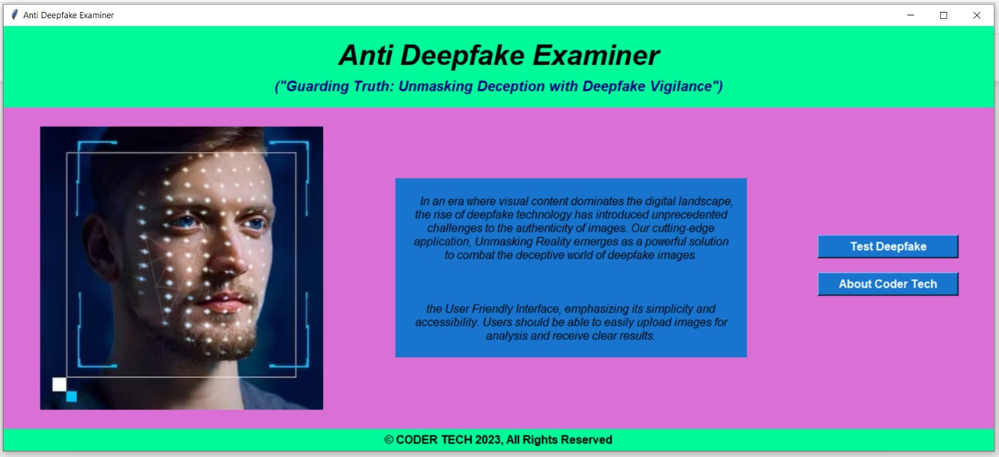 Anti Deepfake Examiner
Anti Deepfake Examiner
("Guarding Truth: Unmasking Deception with Deepfake Vigilance")
In an era where visual content dominates the digital landscape,
the rise of deepfake technology has introduced unprecedented
challenges to the authenticity of images. Our cutting-edge
application, Unmasking Reality emerges as a powerful solution
to combat the deceptive world of deepfake images.
the User Friendly Interface, emphasizing its simplicity and
accessibility. Users should be able to easily upload images for
analysis and receive clear results.
Test Deepfake
About Coder Tech
© CODER TECH 2023, All Rights Reserved